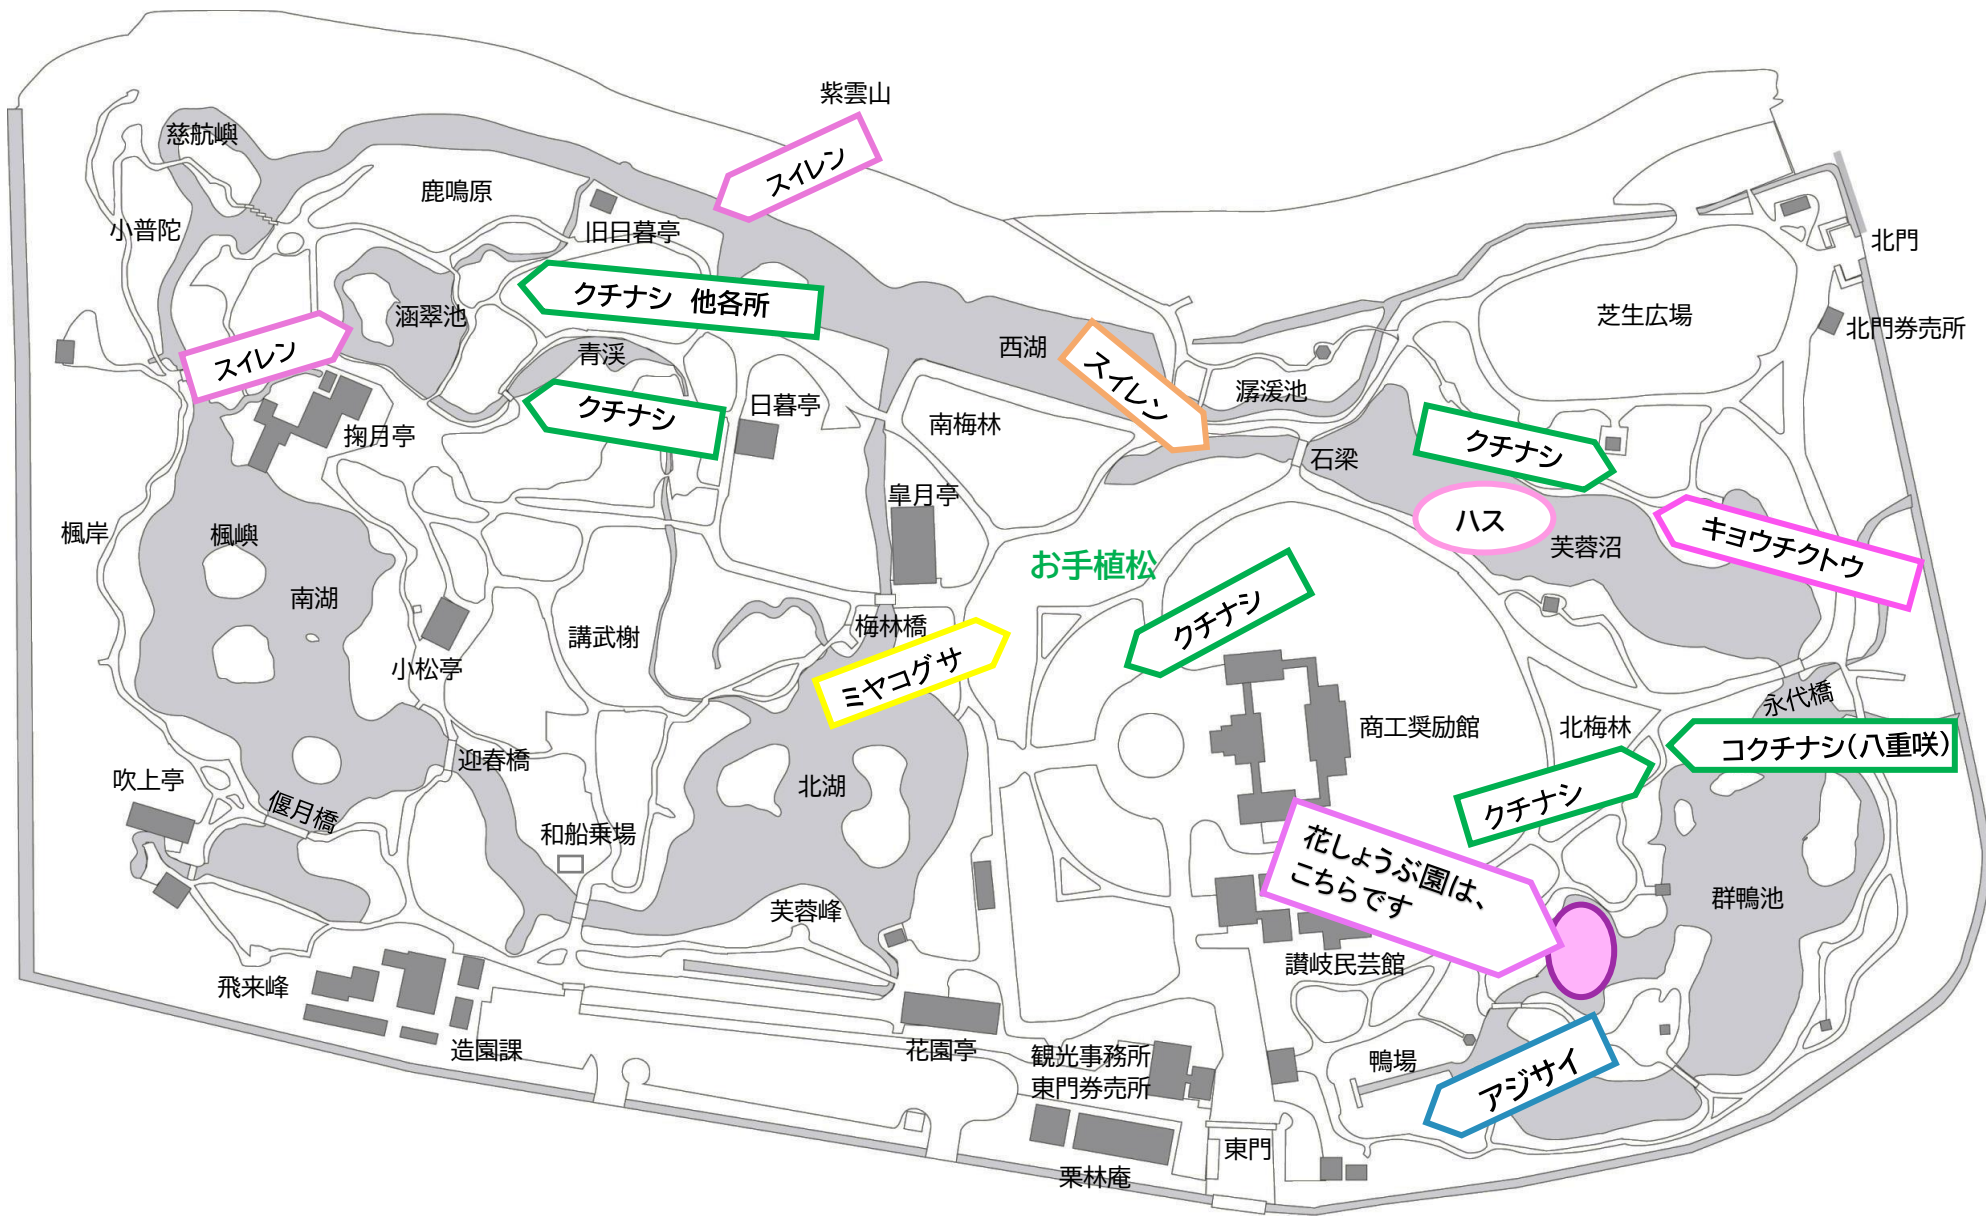 紫雲山
スイレン
慈航嶼
鹿鳴原
小普陀
旧日暮亭
北門
クチナシ 他各所
涵翠池
芝生広場
北門券売所
スイレン
青渓
西湖
スイレン
潺湲池
クチナシ
日暮亭
南梅林
掬月亭
クチナシ
石梁
皐月亭
ハス
楓岸
楓嶼
キョウチクトウ
芙蓉沼
お手植松
南湖
クチナシ
梅林橋
講武榭
小松亭
ミヤコグサ
永代橋
商工奨励館
北梅林
コクチナシ(八重咲)
迎春橋
吹上亭
北湖
クチナシ
偃月橋
和船乗場
花しょうぶ園は、
こちらです
群鴨池
芙蓉峰
讃岐民芸館
飛来峰
造園課
花園亭
観光事務所
東門券売所
鴨場
アジサイ
東門
栗林庵